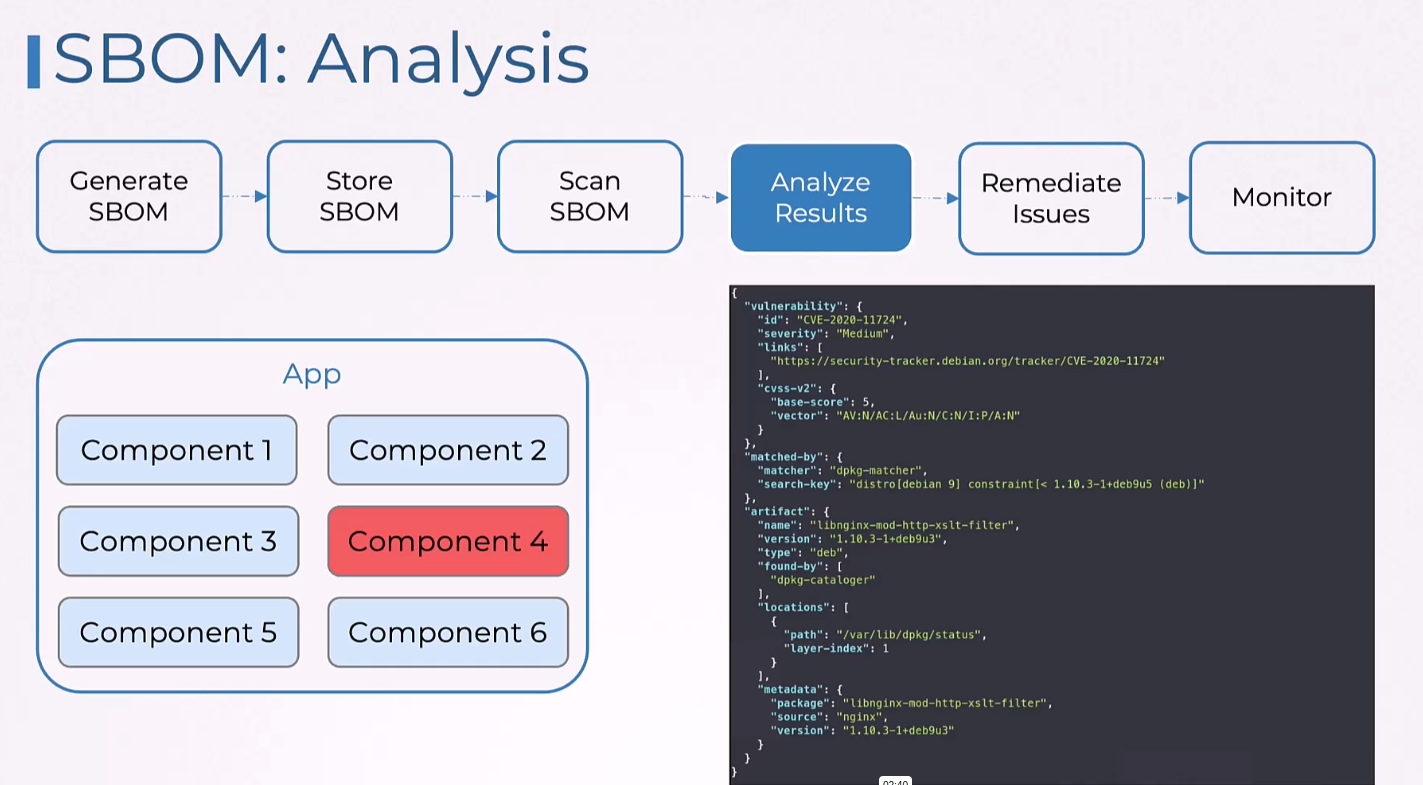 SBOM: Analysis
Generate
SBOM
Store
SBOM
Scan
SBOM
Analyze
Results
Remediate
Issues
Monitor
App
Component 1
Component 2
Component 3
Component 4
Component 5
Component 6
{
"vulnerability": {
"id": "CVE-2020-11724",
"severity": "Medium",
"links": [
"https://security-tracker.debian.org/tracker/CVE-2020-11724"
],
"cvss-v2": {
"base-score": 5,
"vector": "AV:N/AC:L/Au:N/C:N/I:P/A:N"
}
},
"matched-by": {
"matcher": "dpkg-matcher",
"search-key": "distro[debian 9] constraint[< 1.10.3-1+deb9u5 (deb)]"
},
"artifact": {
"name": "libnginx-mod-http-xslt-filter",
"version": "1.10.3-1+deb9u3",
"type": "deb",
"found-by": [
"dpkg-cataloger"
],
"locations": [
{
"path": "/var/lib/dpkg/status",
"layer-index": 1
}
],
"metadata": {
"package": "libnginx-mod-http-xslt-filter",
"source": "nginx",
"version": "1.10.3-1+deb9u3"
}
}
}